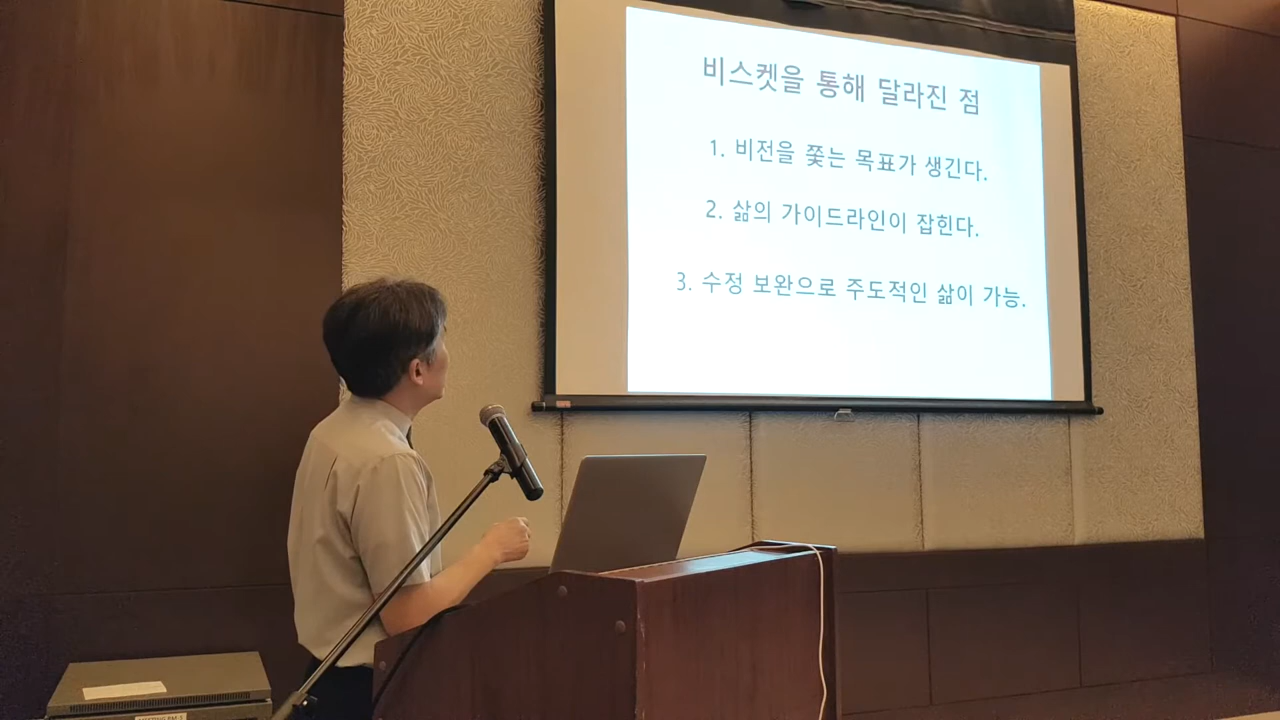 비스켓을 통해 달라진 점
1. 비전을 쫓는 목표가 생긴다.
2. 삶의 가이드라인이 잡힌다.
3. 수정 보완으로 주도적인 삶이 가능.